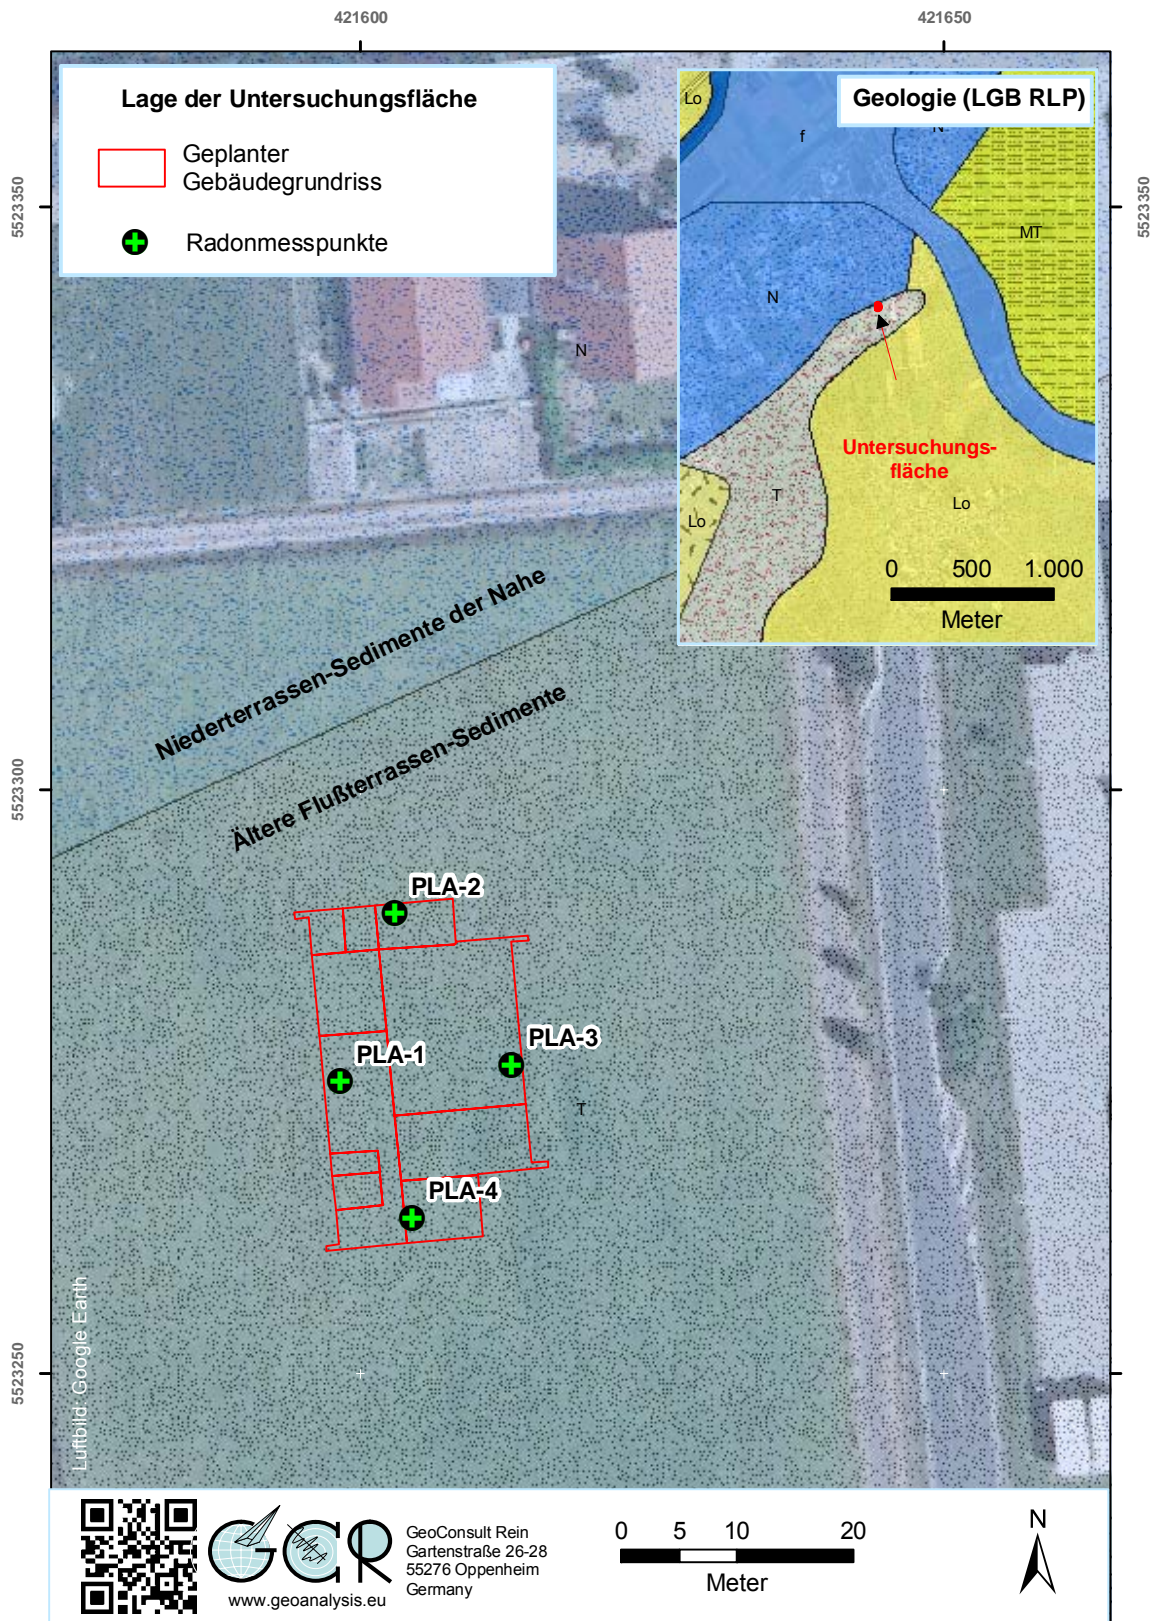 421600
421650
Lage der Untersuchungsfläche
Geplanter
Gebäudegrundriss
Radonmesspunkte
Geologie (LGB RLP)
Lo
f
N
MT
N
T
Lo
Lo
Untersuchungs-
fläche
0 500 1.000
Meter
5523350
5523350
N
Niederterrassen-Sedimente der Nahe
Ältere Flußterrassen-Sedimente
5523300
5523300
PLA-2
PLA-3
PLA-1
T
PLA-4
5523250
5523250
Luftbild: Google Earth
GCR
www.geoanalysis.eu
GeoConsult Rein
Gartenstraße 26-28
55276 Oppenheim
Germany
0 5 10 20
Meter
N